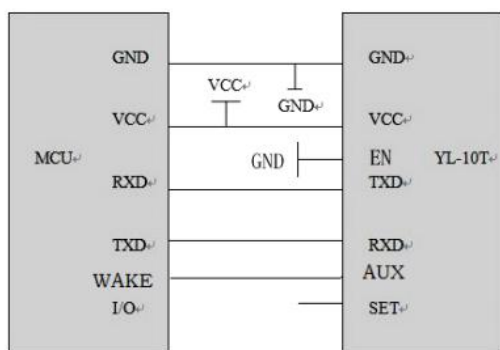 GND GND
VCC
GND
VCC VCC
GND EN
MCU YL-10T
RXD TXD
TXD RXD
WAKE AUX
I/O SET